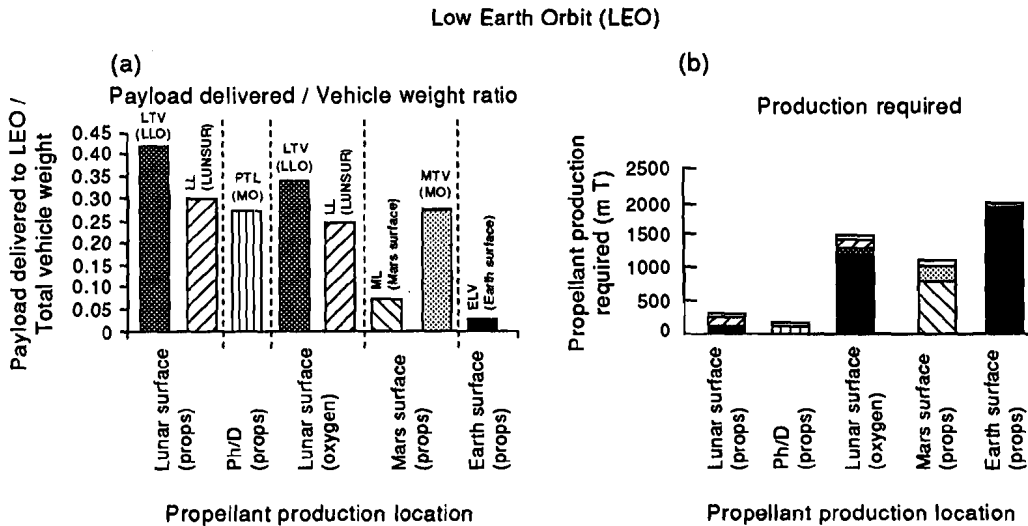 Low Earth Orbit (LEO)
(a)
Payload delivered / Vehicle weight ratio
Payload delivered to LEO /
Total vehicle weight
0.45
0.40
0.35
0.30
0.25
0.20
0.15
0.10
0.05
0
LTV
(LLO)
LL
(LUNSUR)
PTL
(MO)
LTV
(LLO)
LL
(LUNSUR)
ML
(Mars surface)
MTV
(MO)
ELV
(Earth surface)
Lunar surface
(props)
Ph/D
(props)
Lunar surface
(oxygen)
Mars surface
(props)
Earth surface
(props)
Propellant production location
(b)
Production required
Propellant production
required (m T)
2500
2000
1500
1000
500
0
Lunar surface
(props)
Ph/D
(props)
Lunar surface
(oxygen)
Mars surface
(props)
Earth surface
(props)
Propellant production location